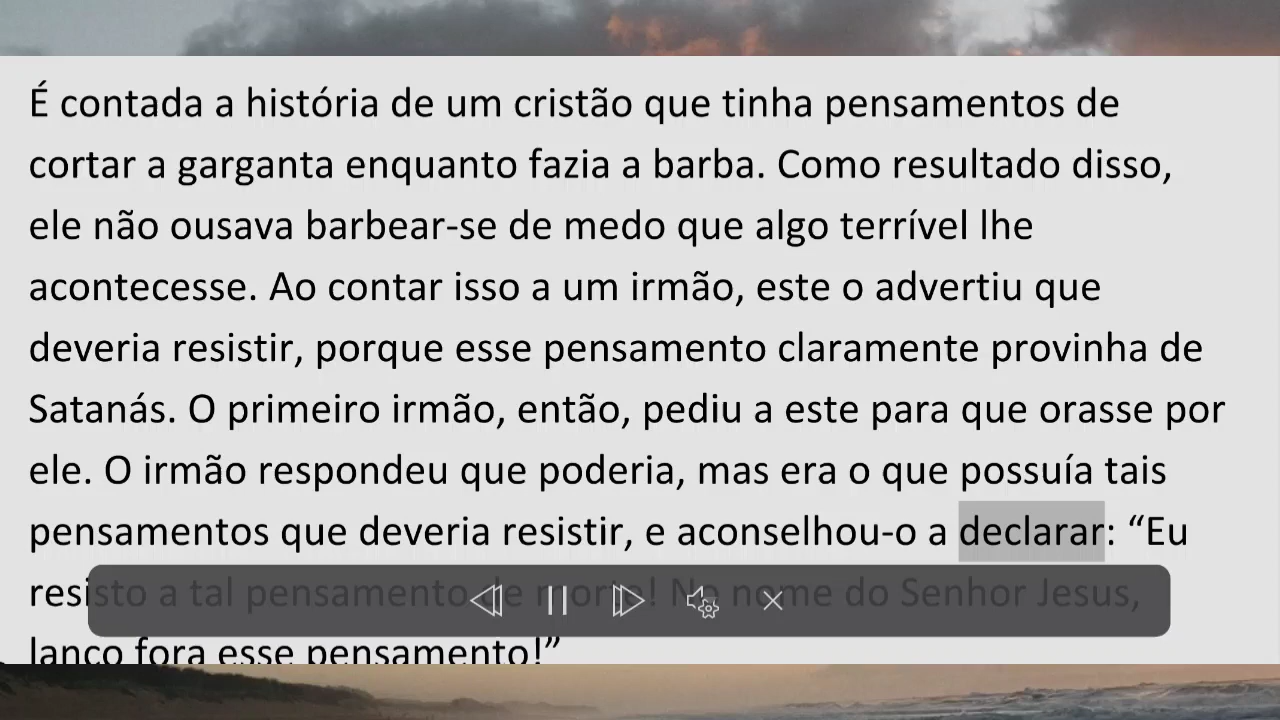 É contada a história de um cristão que tinha pensamentos de
cortar a garganta enquanto fazia a barba. Como resultado disso,
ele não ousava barbear-se de medo que algo terrível lhe
acontecesse. Ao contar isso a um irmão, este o advertiu que
deveria resistir, porque esse pensamento claramente provinha de
Satanás. O primeiro irmão, então, pediu a este para que orasse por
ele. O irmão respondeu que poderia, mas era o que possuía tais
pensamentos que deveria resistir, e aconselhou-o a declarar: “Eu
resisto a tal pensamento de morte! No nome do Senhor Jesus,
lanço fora esse pensamento!”